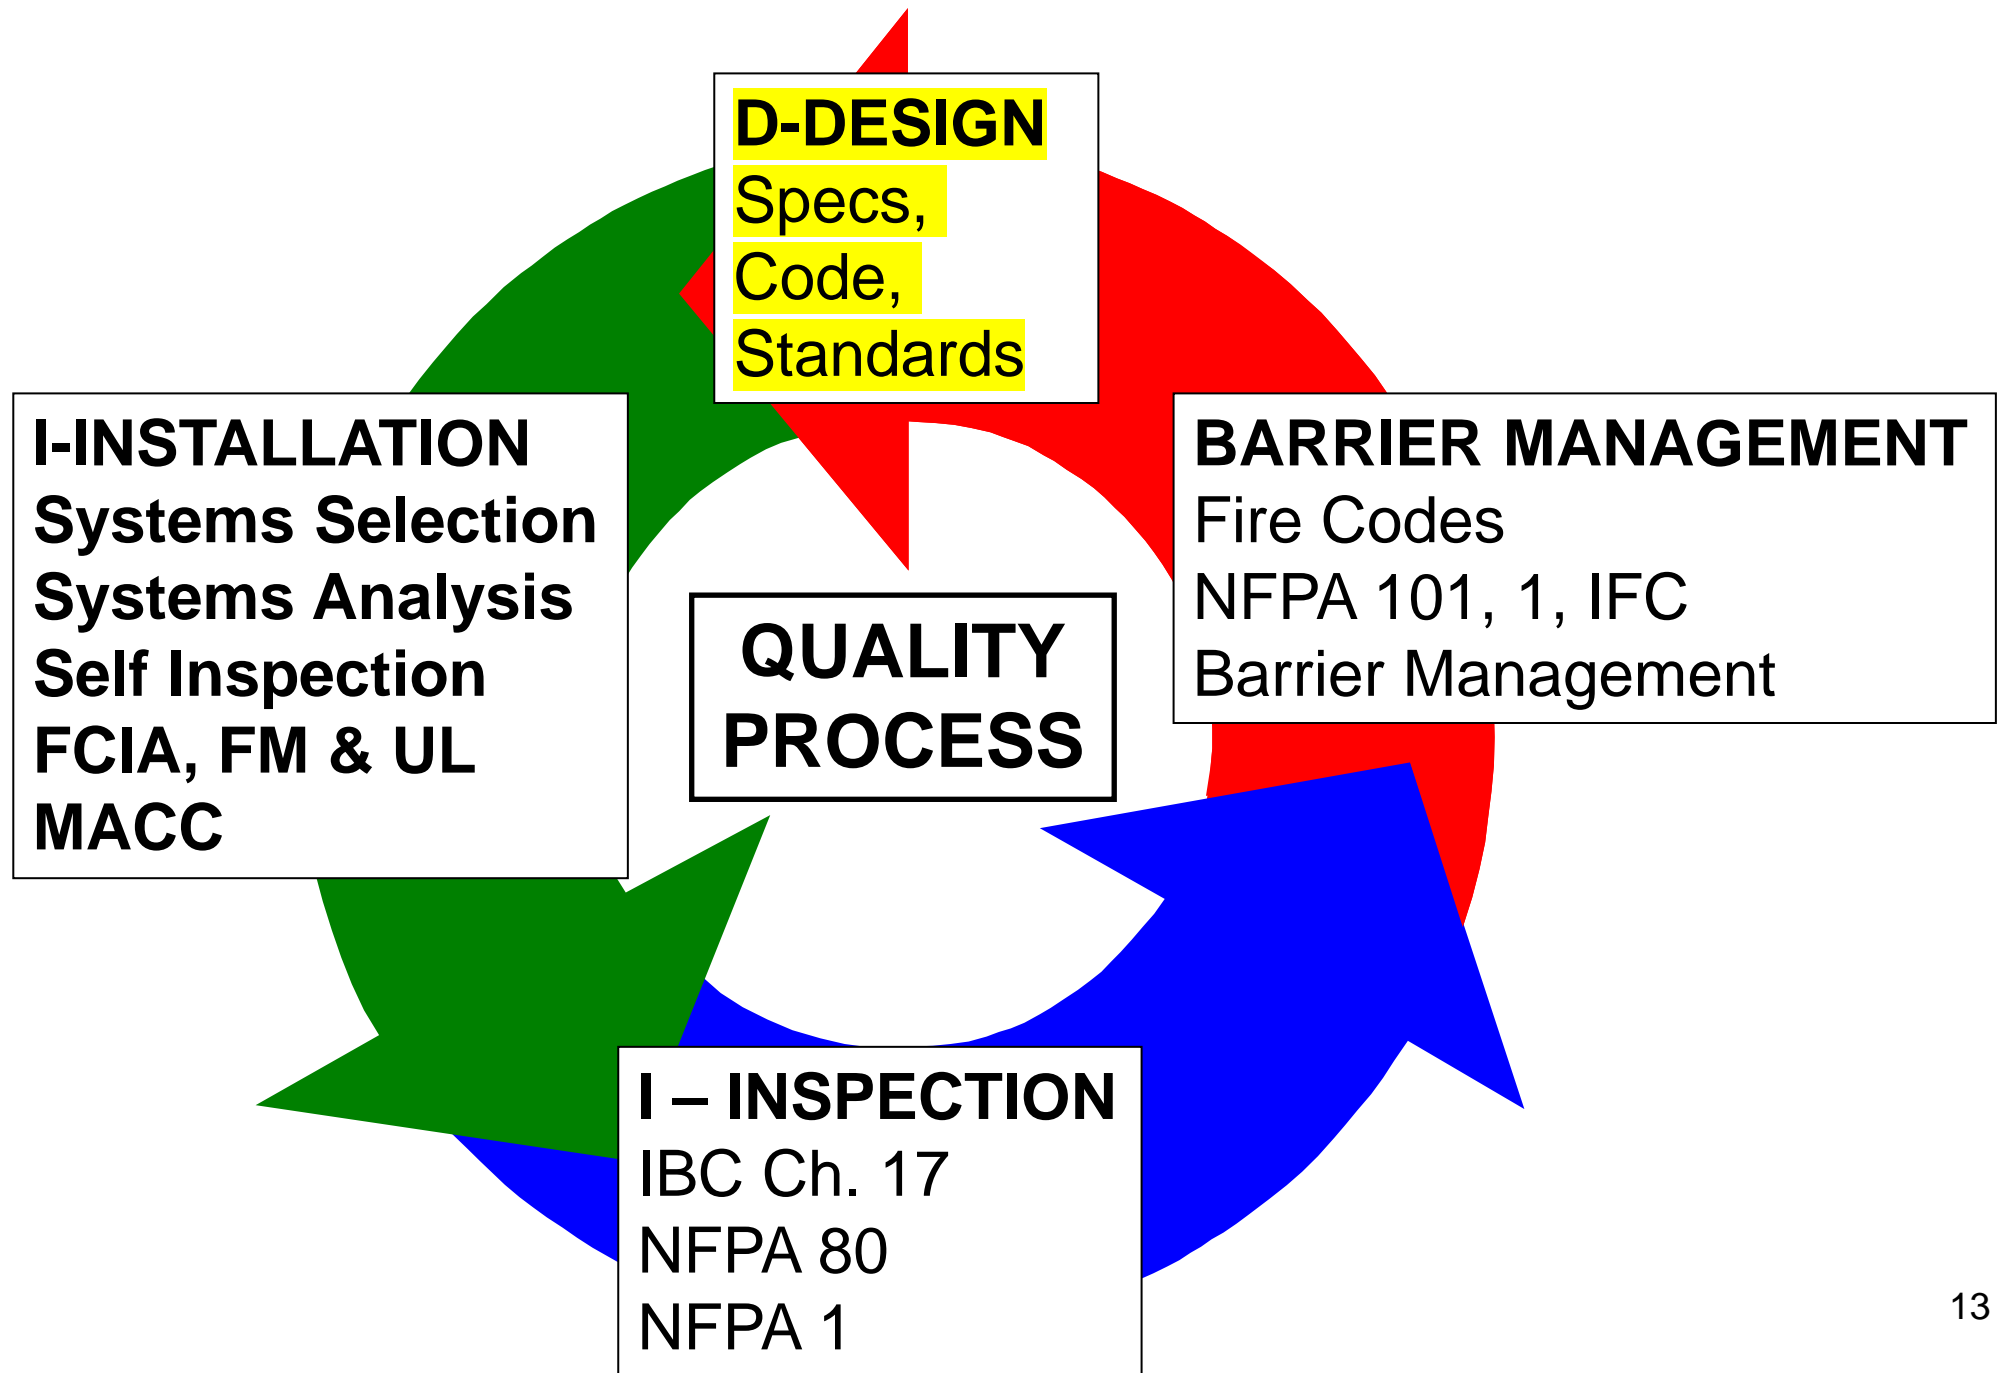 D-DESIGN
Specs,
Code,
Standards
I-INSTALLATION
Systems Selection
Systems Analysis
Self Inspection
FCIA, FM & UL
MACC
BARRIER MANAGEMENT
Fire Codes
NFPA 101, 1, IFC
Barrier Management
QUALITY
PROCESS
I – INSPECTION
IBC Ch. 17
NFPA 80
NFPA 1
13